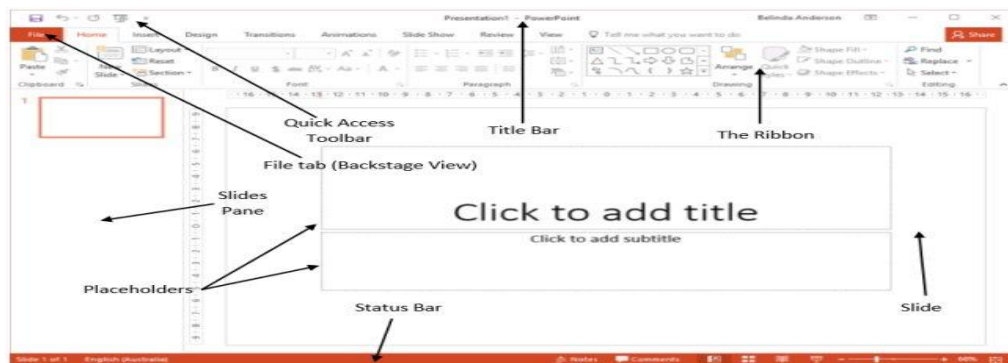 Presentation1 - PowerPoint
Belinda Anderson
File Home Insert Design Transitions Animations Slide Show Review View Tell me what you want to do Share
Paste
New Slide
Layout
Reset
Section
Arrange
Quick Styles
Shape Fill
Shape Outline
Shape Effects
Find
Replace
Select
Clipboard Slides Font Paragraph Drawing Editing
1
Quick Access
Toolbar
Title Bar
The Ribbon
File tab (Backstage View)
Slides
Pane
Click to add title
Click to add subtitle
Placeholders
Status Bar
Slide
Slide 1 of 1 English (Australia) Notes Comments 60%